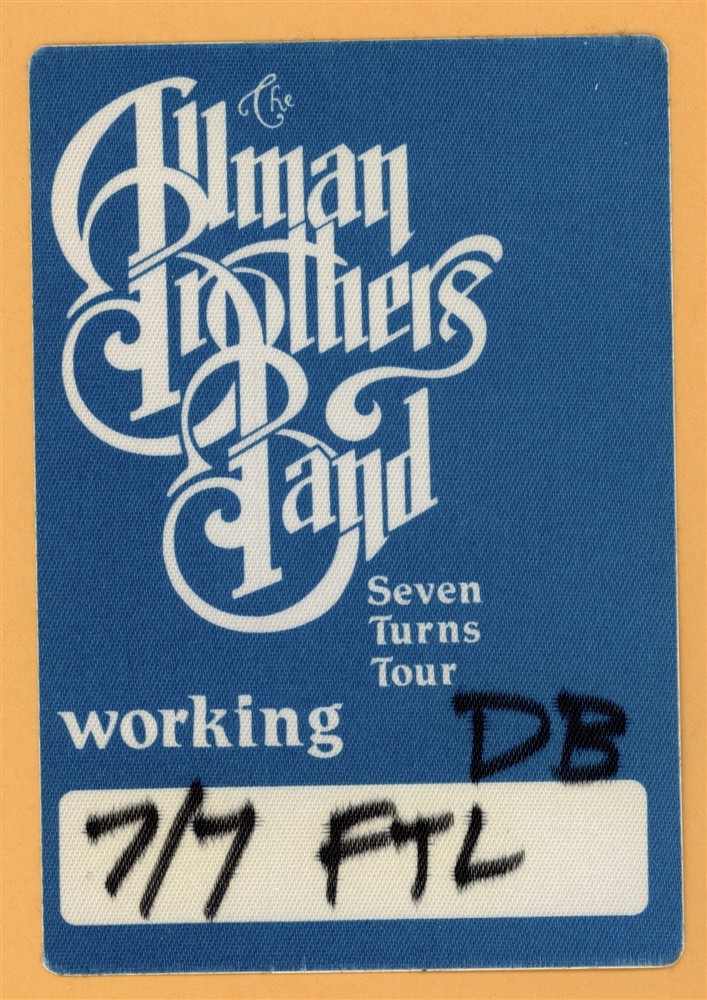 The
Allman
Brothers
Band
Seven
Turns
Tour
working
DB
7/7 FTL